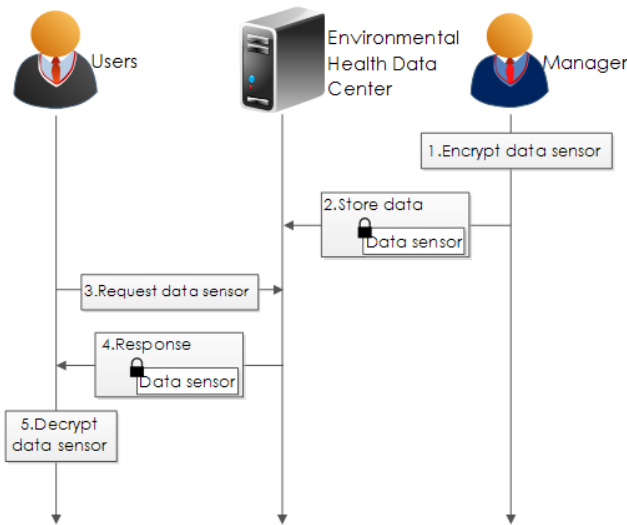 Users
Environmental
Health Data
Center
Manager
1.Encrypt data sensor
2.Store data
Data sensor
3.Request data sensor
4.Response
Data sensor
5.Decrypt
data sensor